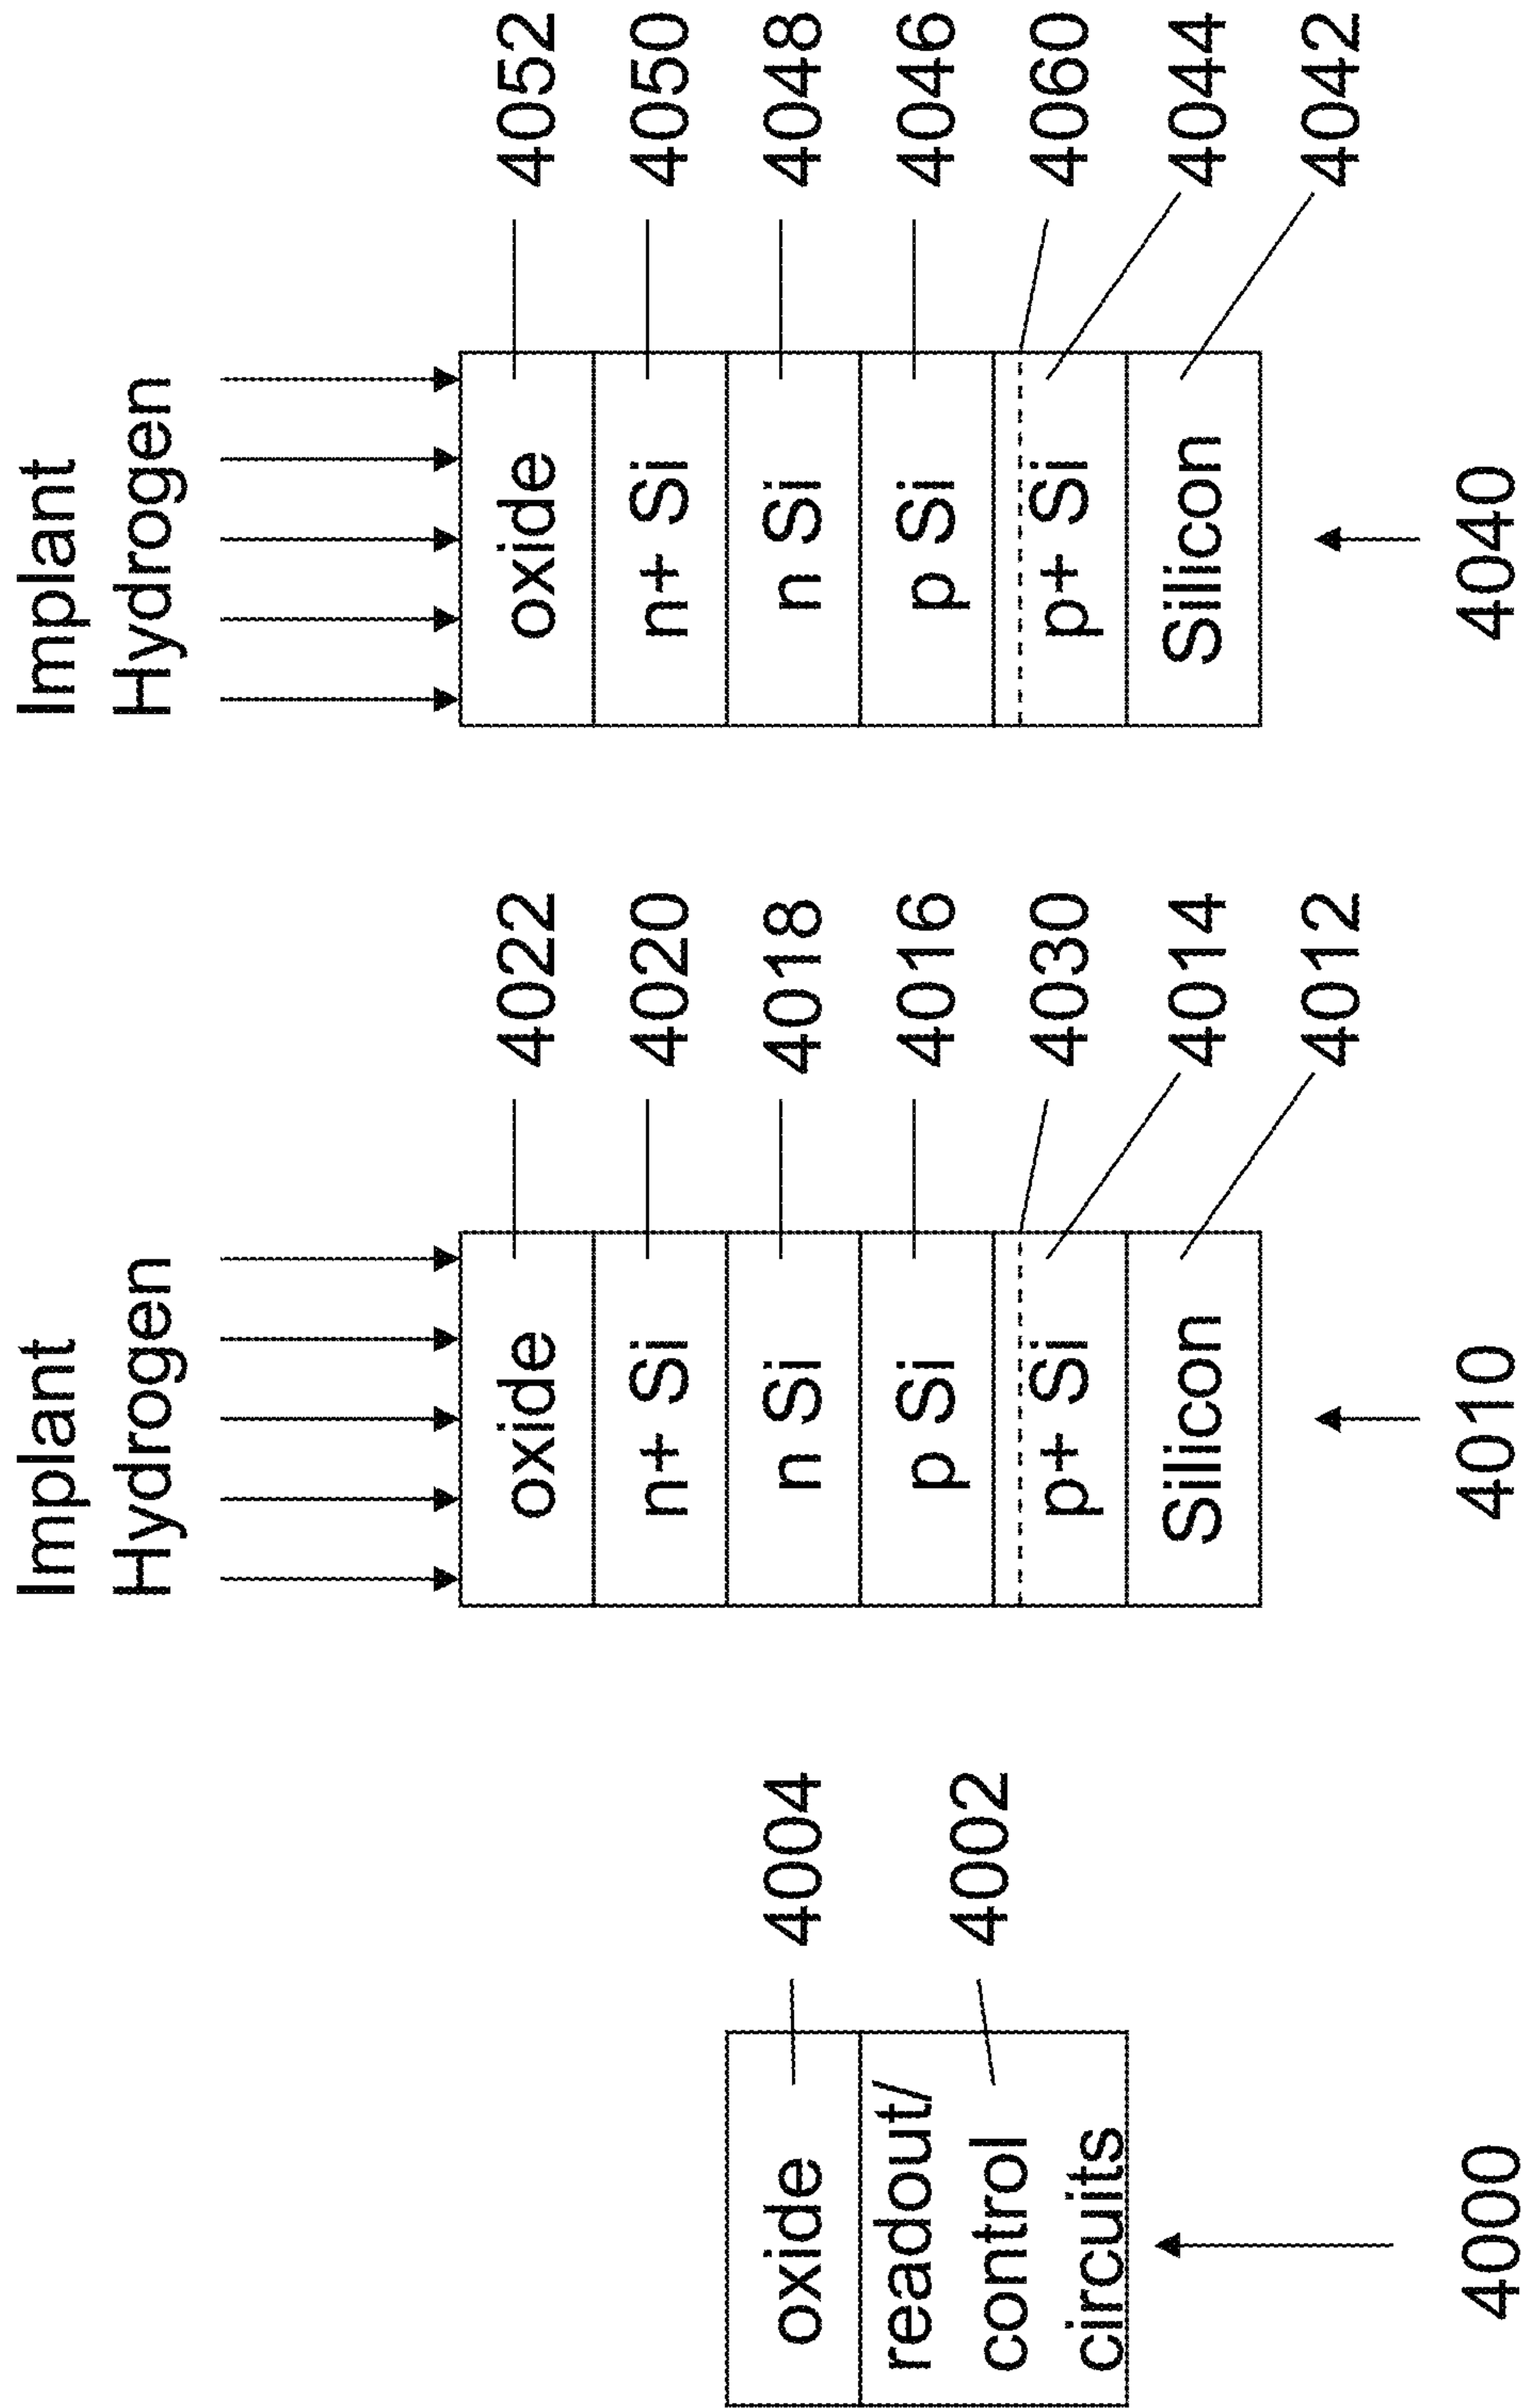 oxide
4004
readout/
control
circuits
4002
4000
Implant
Hydrogen
oxide
4022
n+ Si
4020
n Si
4018
p Si
4016
4030
p+ Si
4014
Silicon
4012
4010
Implant
Hydrogen
oxide
4052
n+ Si
4050
n Si
4048
p Si
4046
4060
p+ Si
4044
Silicon
4042
4040